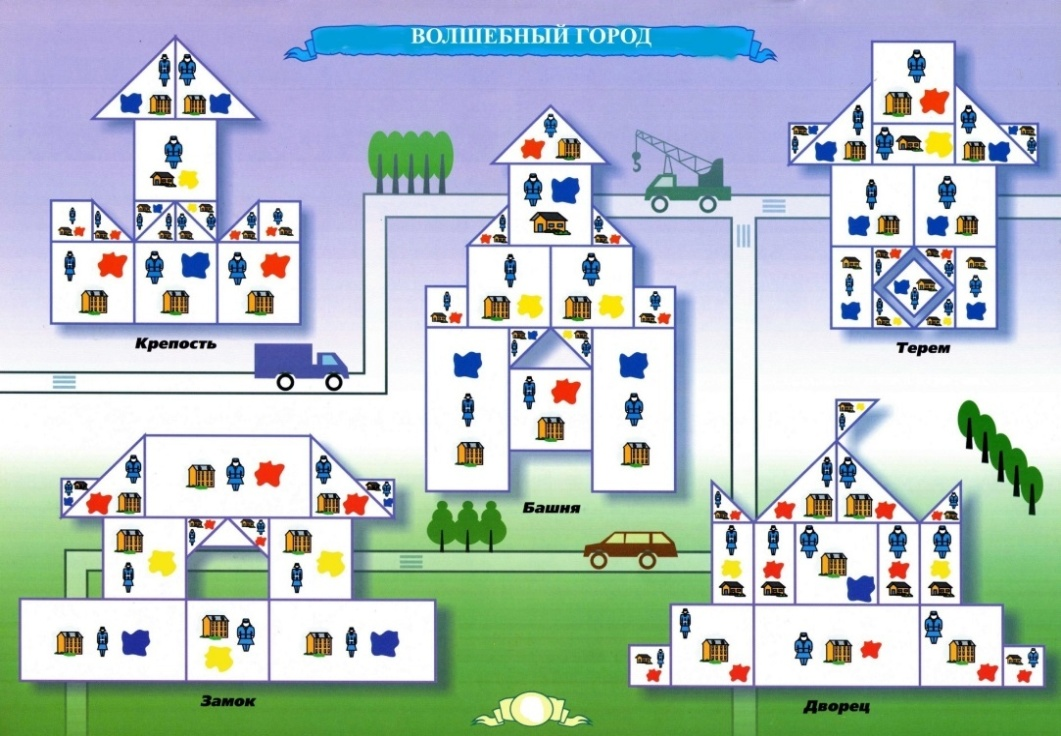 ВОЛШЕБНЫЙ ГОРОД
Крепость
Терем
Башня
Замок
Дворец